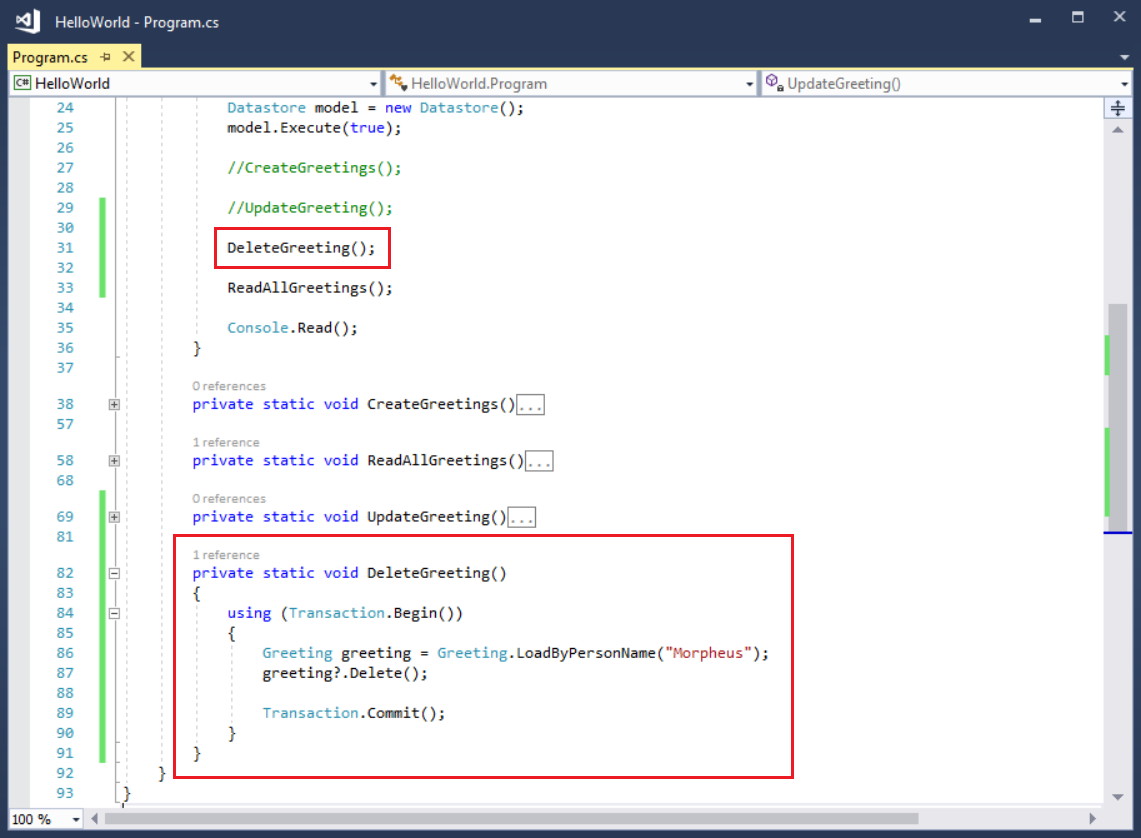 HelloWorld - Program.cs
Program.cs
C# HelloWorld HelloWorld.Program UpdateGreeting()
24 Datastore model = new Datastore();
25 model.Execute(true);
26
27 //CreateGreetings();
28
29 //UpdateGreeting();
30
31 DeleteGreeting();
32
33 ReadAllGreetings();
34
35 Console.Read();
36 }
37
0 references
38 private static void CreateGreetings()...
57
1 reference
58 private static void ReadAllGreetings()...
68
0 references
69 private static void UpdateGreeting()...
81
1 reference
82 private static void DeleteGreeting()
83 {
84 using (Transaction.Begin())
85 {
86 Greeting greeting = Greeting.LoadByPersonName("Morpheus");
87 greeting?.Delete();
88
89 Transaction.Commit();
90 }
91 }
92 }
93 }
100 %